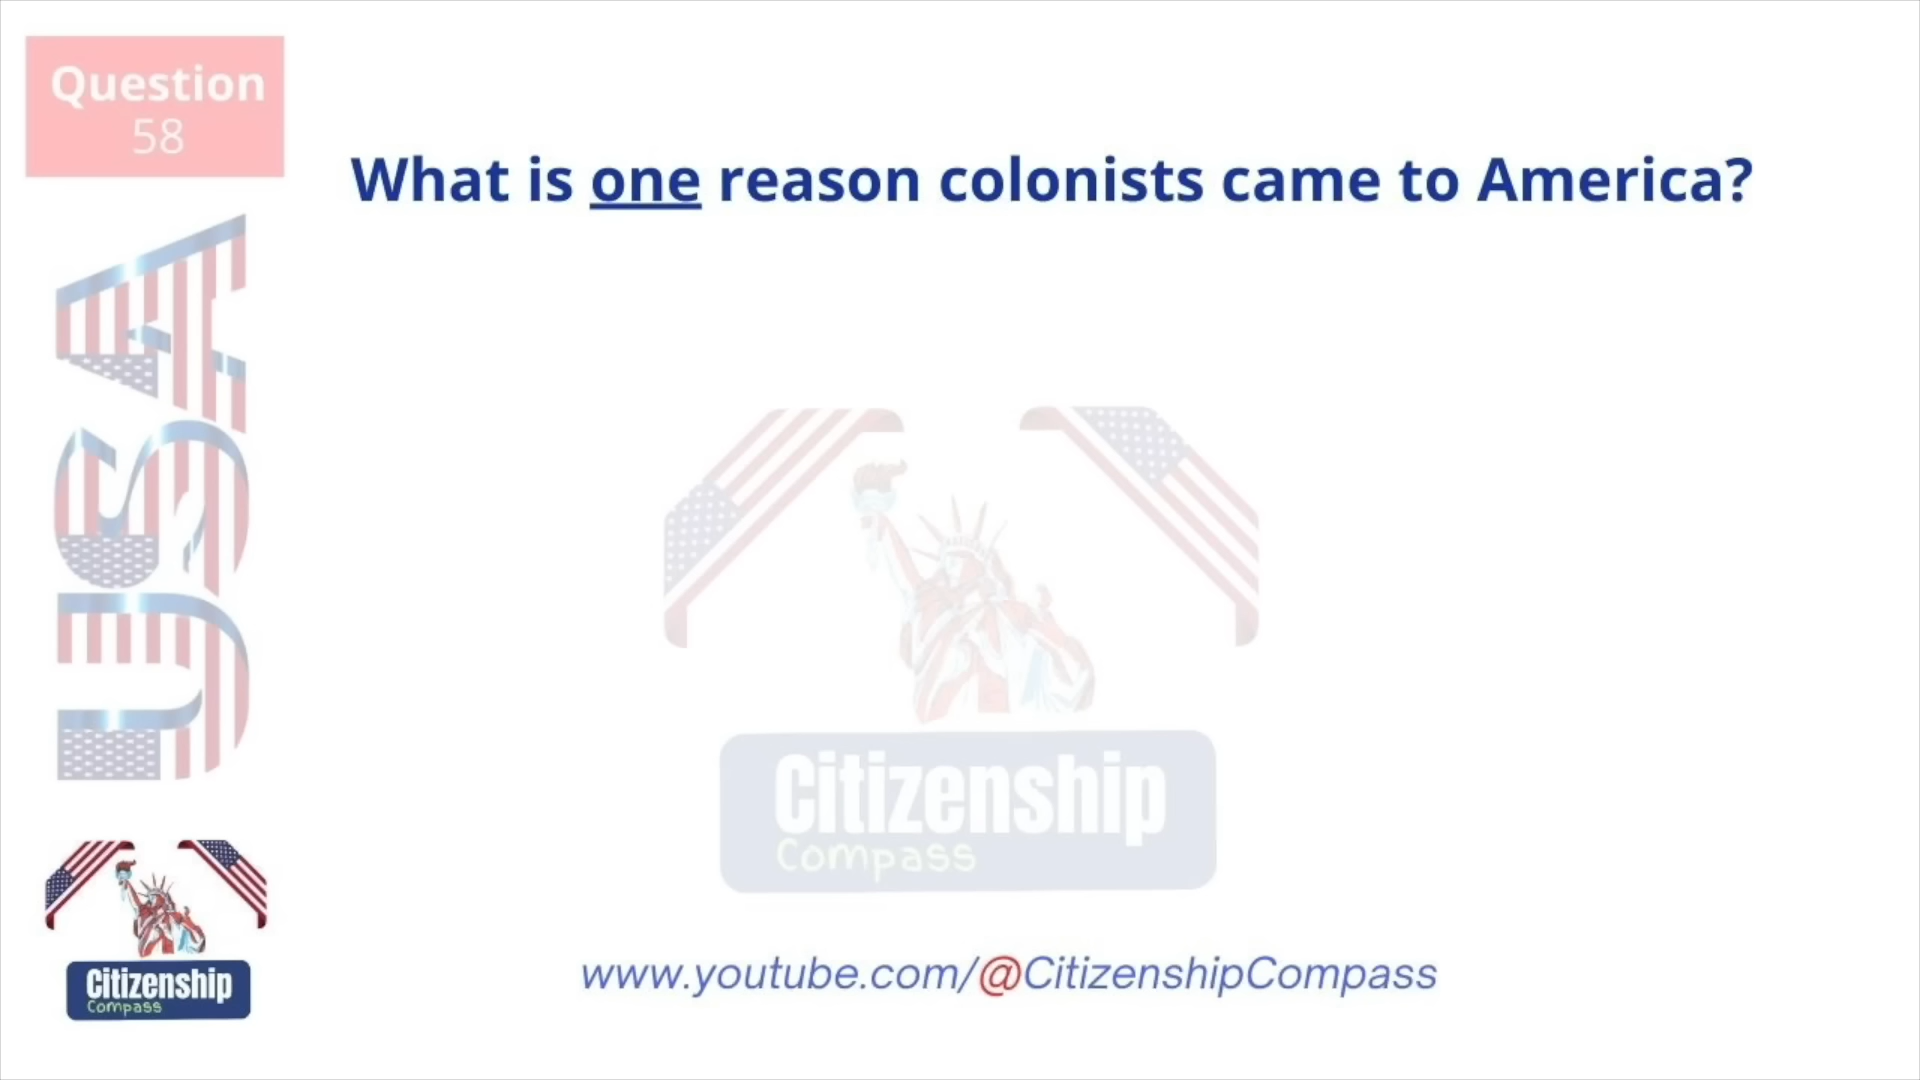 Question
58
What is one reason colonists came to America?
USA
Citizenship
Compass
Citizenship
Compass
www.youtube.com/@CitizenshipCompass